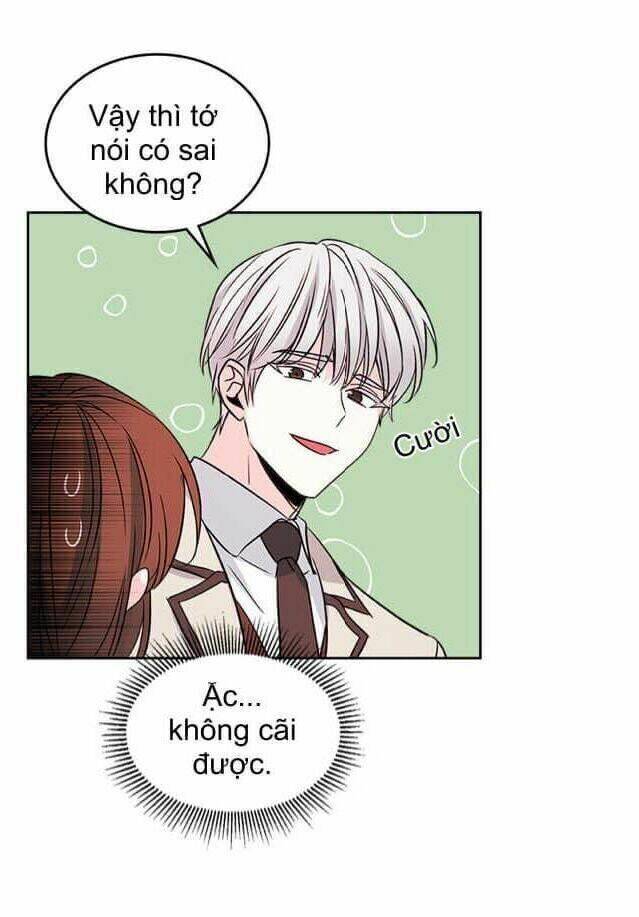 Vậy thì tớ
nói có sai
không?
Cười
Ặc...
không cãi
được.